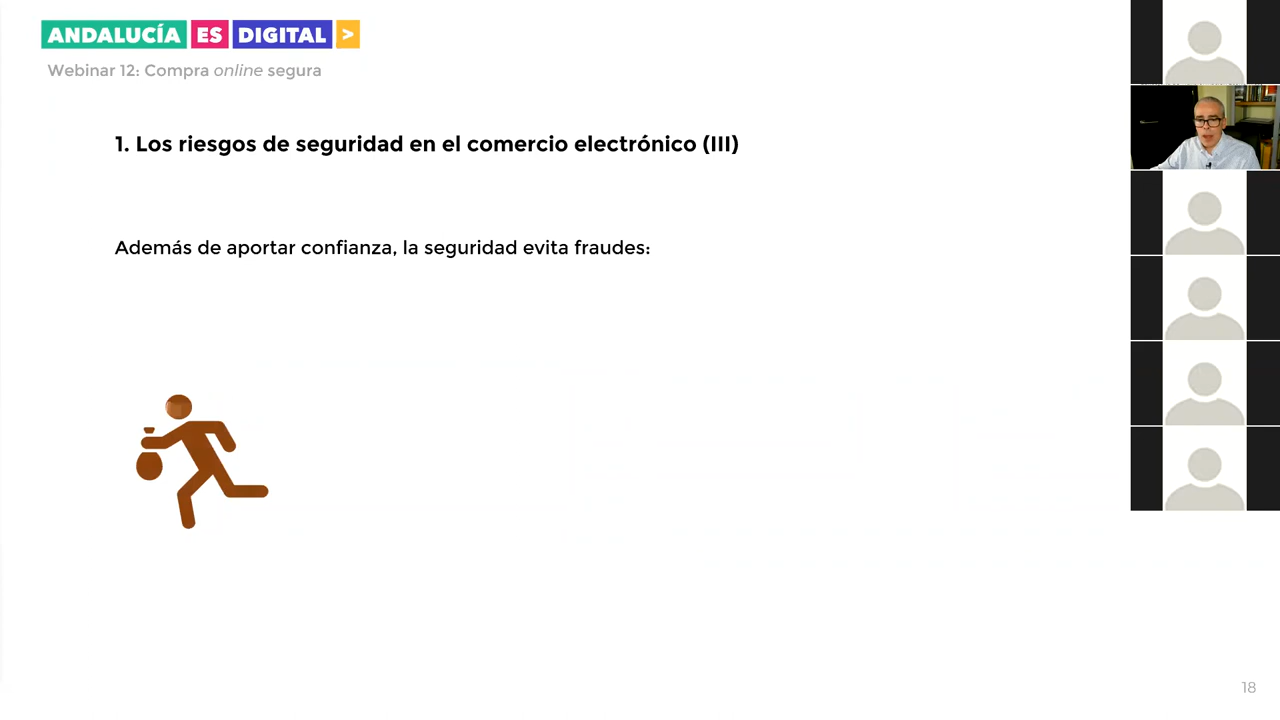 ANDALUCÍA ES DIGITAL >
Webinar 12: Compra online segura
1. Los riesgos de seguridad en el comercio electrónico (III)
Además de aportar confianza, la seguridad evita fraudes:
18